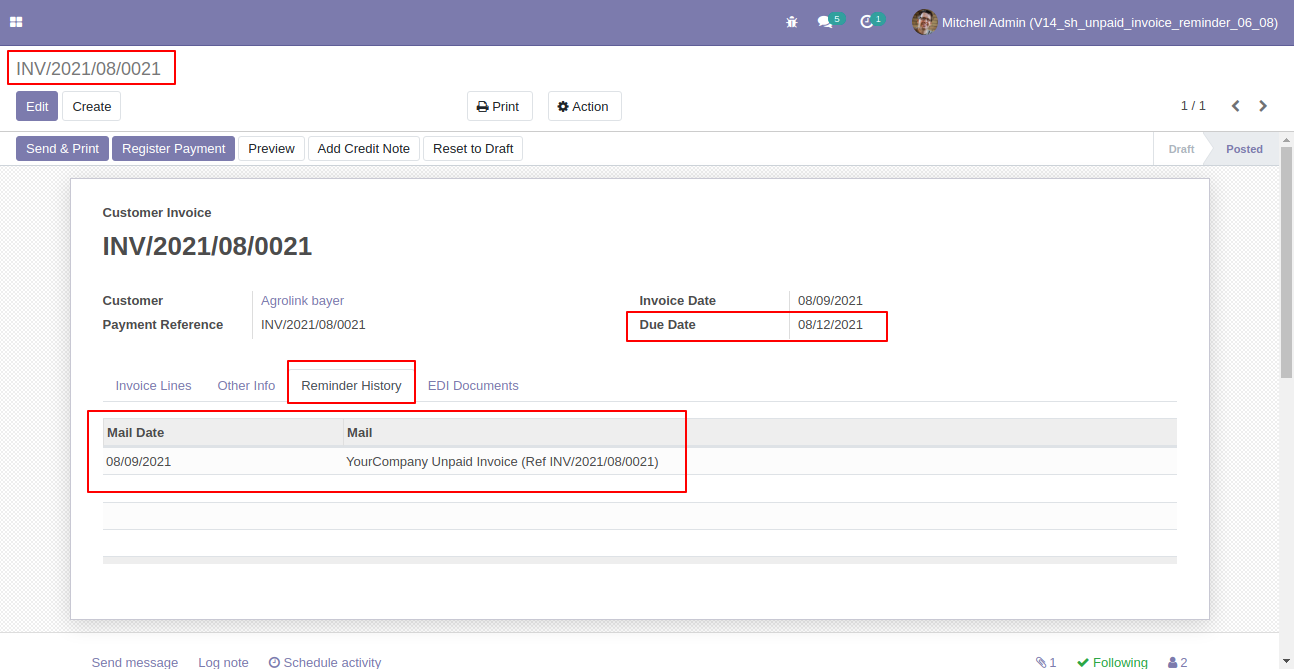 5 1 Mitchell Admin (V14_sh_unpaid_invoice_reminder_06_08)
INV/2021/08/0021
Edit Create Print Action 1 / 1
Send & Print Register Payment Preview Add Credit Note Reset to Draft Draft Posted
Customer Invoice
INV/2021/08/0021
Customer Agrolink bayer Invoice Date 08/09/2021
Payment Reference INV/2021/08/0021 Due Date 08/12/2021
Invoice Lines Other Info Reminder History EDI Documents
Mail Date Mail
08/09/2021 YourCompany Unpaid Invoice (Ref INV/2021/08/0021)
Send message Log note Schedule activity 1 Following 2